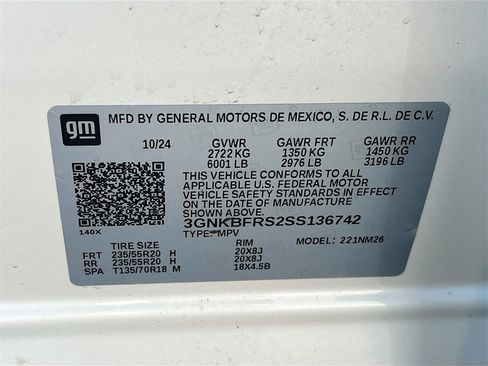 gm
MFD BY GENERAL MOTORS DE MEXICO, S. DE R.L. DE C.V.
10/24 GVWR GAWR FRT GAWR RR
2722 KG 1350 KG 1450 KG
6001 LB 2976 LB 3196 LB
THIS VEHICLE CONFORMS TO ALL
APPLICABLE U.S. FEDERAL MOTOR
VEHICLE SAFETY STANDARDS IN EFFECT
ON THE DATE OF MANUFACTURE SHOWN ABOVE.
3GNKBFRS2SS136742
140X TYPE: MPV MODEL: 221NM26
TIRE SIZE RIM
FRT 235/55R20 H 20X8J
RR 235/55R20 H 20X8J
SPA T135/70R18 M 18X4.5B